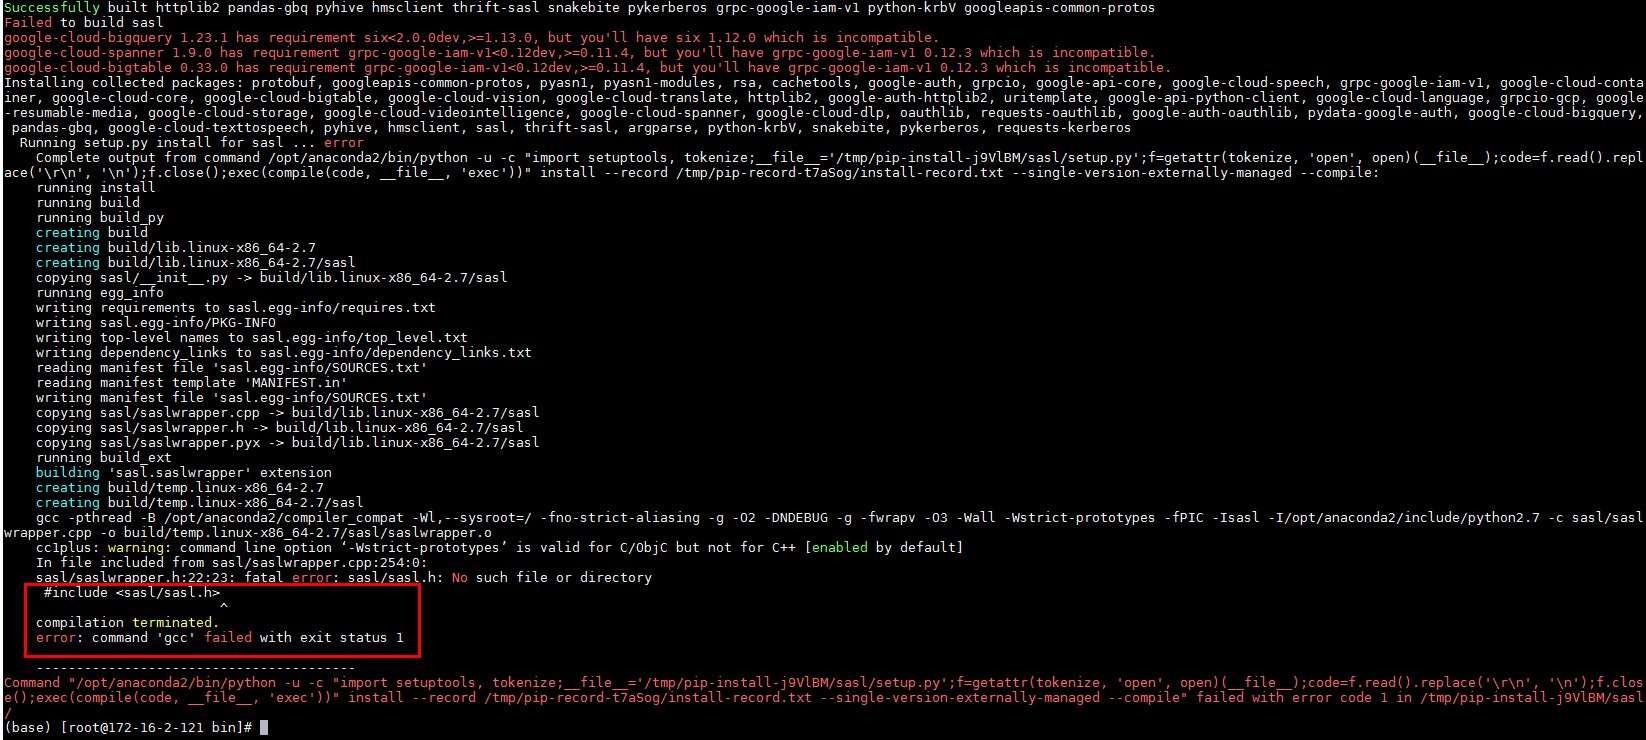 Successfully built httplib2 pandas-gbq pyhive hmsclient thrift-sasl snakebite pykerberos grpc-google-iam-v1 python-krbV googleapis-common-protos
Failed to build sasl
google-cloud-bigquery 1.23.1 has requirement six<2.0.0dev,>=1.13.0, but you'll have six 1.12.0 which is incompatible.
google-cloud-spanner 1.9.0 has requirement grpc-google-iam-v1<0.12dev,>=0.11.4, but you'll have grpc-google-iam-v1 0.12.3 which is incompatible.
google-cloud-bigtable 0.33.0 has requirement grpc-google-iam-v1<0.12dev,>=0.11.4, but you'll have grpc-google-iam-v1 0.12.3 which is incompatible.
Installing collected packages: protobuf, googleapis-common-protos, pyasn1, pyasn1-modules, rsa, cachetools, google-auth, grpcio, google-api-core, google-cloud-speech, grpc-google-iam-v1, google-cloud-conta
iner, google-cloud-core, google-cloud-bigtable, google-cloud-vision, google-cloud-translate, httplib2, google-auth-httplib2, uritemplate, google-api-python-client, google-cloud-language, grpcio-gcp, google
-resumable-media, google-cloud-storage, google-cloud-videointelligence, google-cloud-spanner, google-cloud-dlp, oauthlib, requests-oauthlib, google-auth-oauthlib, pydata-google-auth, google-cloud-bigquery,
pandas-gbq, google-cloud-texttospeech, pyhive, hmsclient, sasl, thrift-sasl, argparse, python-krbV, snakebite, pykerberos, requests-kerberos
Running setup.py install for sasl ... error
Complete output from command /opt/anaconda2/bin/python -u -c "import setuptools, tokenize;__file__='/tmp/pip-install-j9VlBM/sasl/setup.py';f=getattr(tokenize, 'open', open)(__file__);code=f.read().repl
ace('\r\n', '\n');f.close();exec(compile(code, __file__, 'exec'))" install --record /tmp/pip-record-t7aSog/install-record.txt --single-version-externally-managed --compile:
running install
running build
running build_py
creating build
creating build/lib.linux-x86_64-2.7
creating build/lib.linux-x86_64-2.7/sasl
copying sasl/__init__.py -> build/lib.linux-x86_64-2.7/sasl
running egg_info
writing requirements to sasl.egg-info/requires.txt
writing sasl.egg-info/PKG-INFO
writing top-level names to sasl.egg-info/top_level.txt
writing dependency_links to sasl.egg-info/dependency_links.txt
reading manifest file 'sasl.egg-info/SOURCES.txt'
reading manifest template 'MANIFEST.in'
writing manifest file 'sasl.egg-info/SOURCES.txt'
copying sasl/saslwrapper.cpp -> build/lib.linux-x86_64-2.7/sasl
copying sasl/saslwrapper.h -> build/lib.linux-x86_64-2.7/sasl
copying sasl/saslwrapper.pyx -> build/lib.linux-x86_64-2.7/sasl
running build_ext
building 'sasl.saslwrapper' extension
creating build/temp.linux-x86_64-2.7
creating build/temp.linux-x86_64-2.7/sasl
gcc -pthread -B /opt/anaconda2/compiler_compat -Wl,--sysroot=/ -fno-strict-aliasing -g -O2 -DNDEBUG -g -fwrapv -O3 -Wall -Wstrict-prototypes -fPIC -Isasl -I/opt/anaconda2/include/python2.7 -c sasl/sasl
wrapper.cpp -o build/temp.linux-x86_64-2.7/sasl/saslwrapper.o
cc1plus: warning: command line option ‘-Wstrict-prototypes’ is valid for C/ObjC but not for C++ [enabled by default]
In file included from sasl/saslwrapper.cpp:254:0:
sasl/saslwrapper.h:22:23: fatal error: sasl/sasl.h: No such file or directory
#include <sasl/sasl.h>
^
compilation terminated.
error: command 'gcc' failed with exit status 1
----------------------------------------
Command "/opt/anaconda2/bin/python -u -c "import setuptools, tokenize;__file__='/tmp/pip-install-j9VlBM/sasl/setup.py';f=getattr(tokenize, 'open', open)(__file__);code=f.read().replace('\r\n', '\n');f.clos
e();exec(compile(code, __file__, 'exec'))" install --record /tmp/pip-record-t7aSog/install-record.txt --single-version-externally-managed --compile" failed with error code 1 in /tmp/pip-install-j9VlBM/sasl
/
(base) [root@172-16-2-121 bin]#